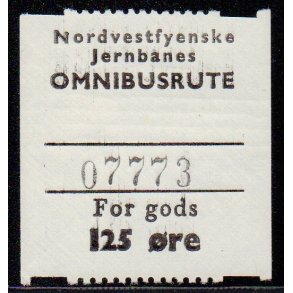 Nordvestfyenske
Jernbanes
OMNIBUSRUTE
07773
For gods
125 øre